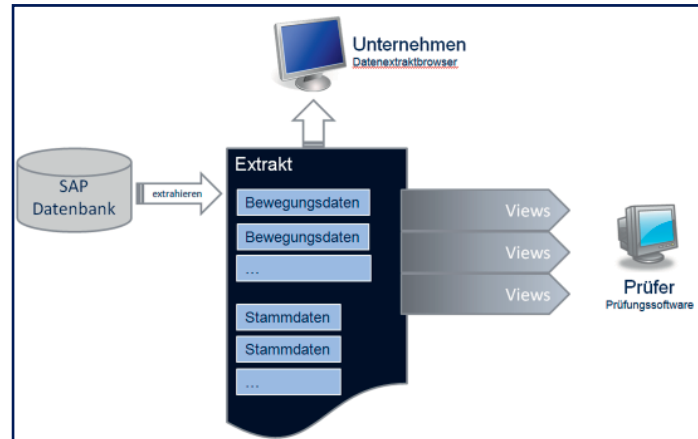 Unternehmen
Datenextraktbrowser
SAP
Datenbank
extrahieren
Extrakt
Bewegungsdaten
Bewegungsdaten
...
Stammdaten
Stammdaten
...
Views
Views
Views
Prüfer
Prüfungssoftware